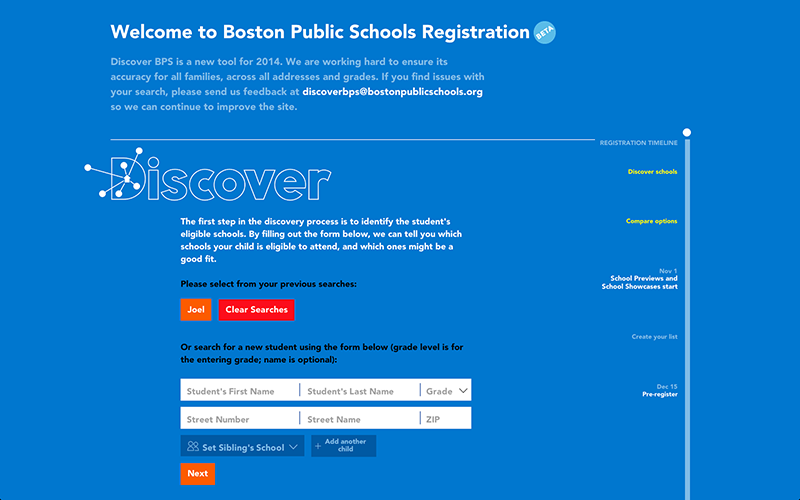 Welcome to Boston Public Schools Registration BETA
Discover BPS is a new tool for 2014. We are working hard to ensure its
accuracy for all families, across all addresses and grades. If you find issues with
your search, please send us feedback at discoverbps@bostonpublicschools.org
so we can continue to improve the site.
REGISTRATION TIMELINE
Discover
Discover schools
The first step in the discovery process is to identify the student's
eligible schools. By filling out the form below, we can tell you which
schools your child is eligible to attend, and which ones might be a
good fit.
Compare options
Please select from your previous searches:
Nov 1
School Previews and
School Showcases start
Joel
Clear Searches
Create your list
Or search for a new student using the form below (grade level is for
the entering grade; name is optional):
Dec 15
Pre-register
Student's First Name Student's Last Name Grade
Street Number Street Name ZIP
Set Sibling's School
+ Add another
child
Next